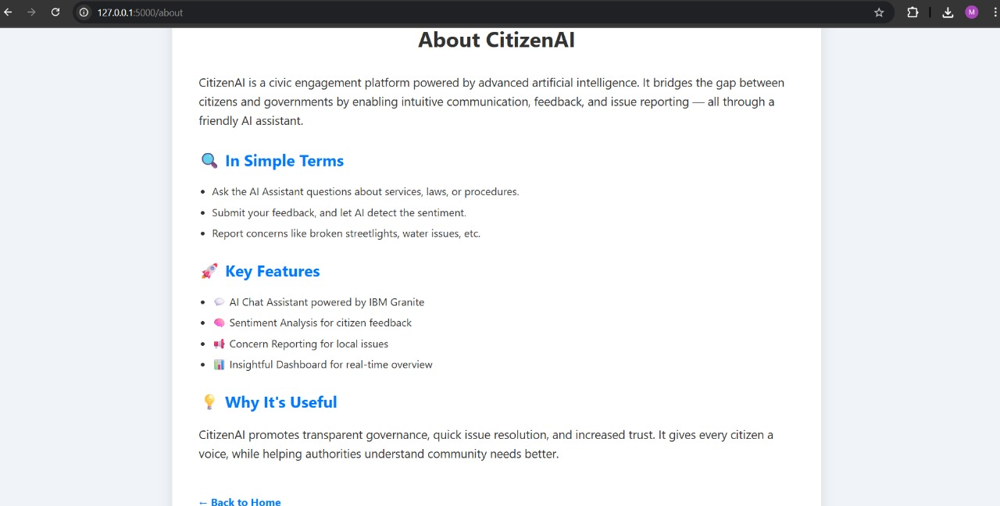 127.0.0.1:5000/about
M
About CitizenAI
CitizenAI is a civic engagement platform powered by advanced artificial intelligence. It bridges the gap between
citizens and governments by enabling intuitive communication, feedback, and issue reporting — all through a
friendly AI assistant.
🔍 In Simple Terms
• Ask the AI Assistant questions about services, laws, or procedures.
• Submit your feedback, and let AI detect the sentiment.
• Report concerns like broken streetlights, water issues, etc.
🚀 Key Features
• 💬 AI Chat Assistant powered by IBM Granite
• 🧠 Sentiment Analysis for citizen feedback
• 📢 Concern Reporting for local issues
• 📊 Insightful Dashboard for real-time overview
💡 Why It's Useful
CitizenAI promotes transparent governance, quick issue resolution, and increased trust. It gives every citizen a
voice, while helping authorities understand community needs better.
← Back to Home